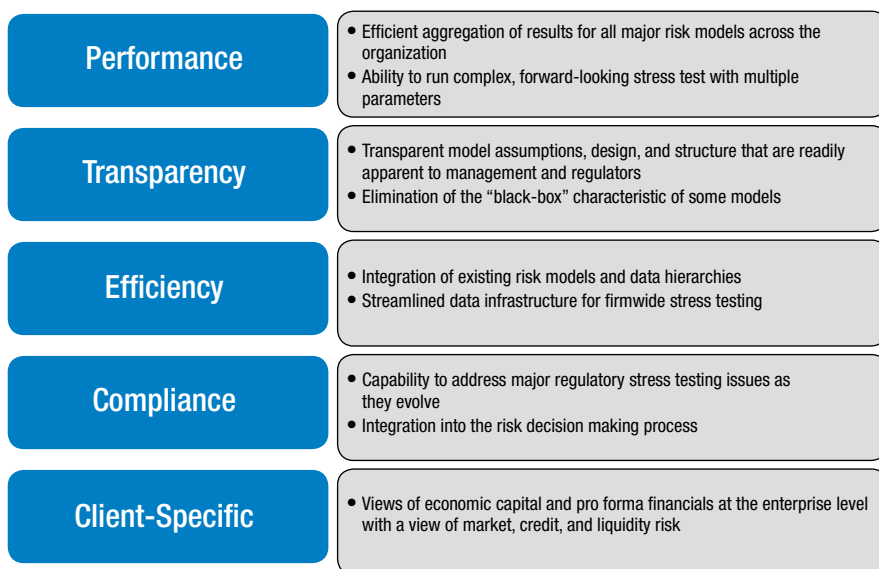 Performance
• Efficient aggregation of results for all major risk models across the
organization
• Ability to run complex, forward-looking stress test with multiple
parameters
Transparency
• Transparent model assumptions, design, and structure that are readily
apparent to management and regulators
• Elimination of the “black-box” characteristic of some models
Efficiency
• Integration of existing risk models and data hierarchies
• Streamlined data infrastructure for firmwide stress testing
Compliance
• Capability to address major regulatory stress testing issues as
they evolve
• Integration into the risk decision making process
Client-Specific
• Views of economic capital and pro forma financials at the enterprise level
with a view of market, credit, and liquidity risk